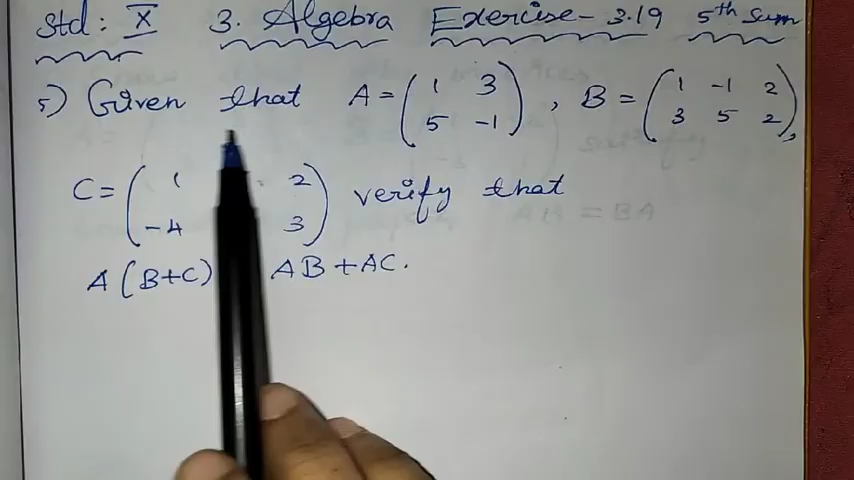 Std: X 3. Algebra Exercise-3.19 5th Sum
5) Given that A = ( 1 3 , B = ( 1 -1 2
5 -1 ) 3 5 2 ),
C = ( 1 2
-4 3 ) verify that
A(B+C) AB+AC.